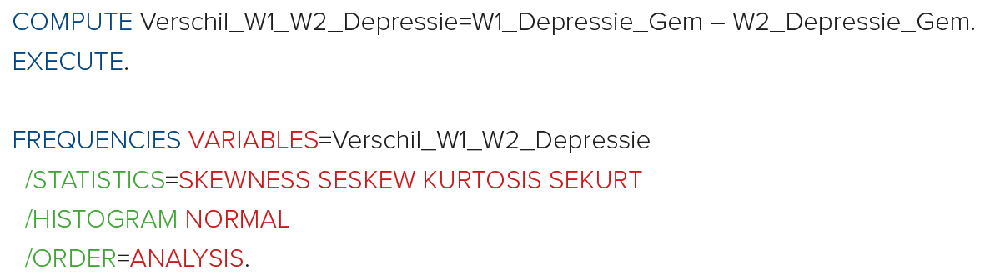 COMPUTE Verschil_W1_W2_Depressie=W1_Depressie_Gem – W2_Depressie_Gem.
EXECUTE.
FREQUENCIES VARIABLES=Verschil_W1_W2_Depressie
/STATISTICS=SKEWNESS SESKEW KURTOSIS SEKURT
/HISTOGRAM NORMAL
/ORDER=ANALYSIS.